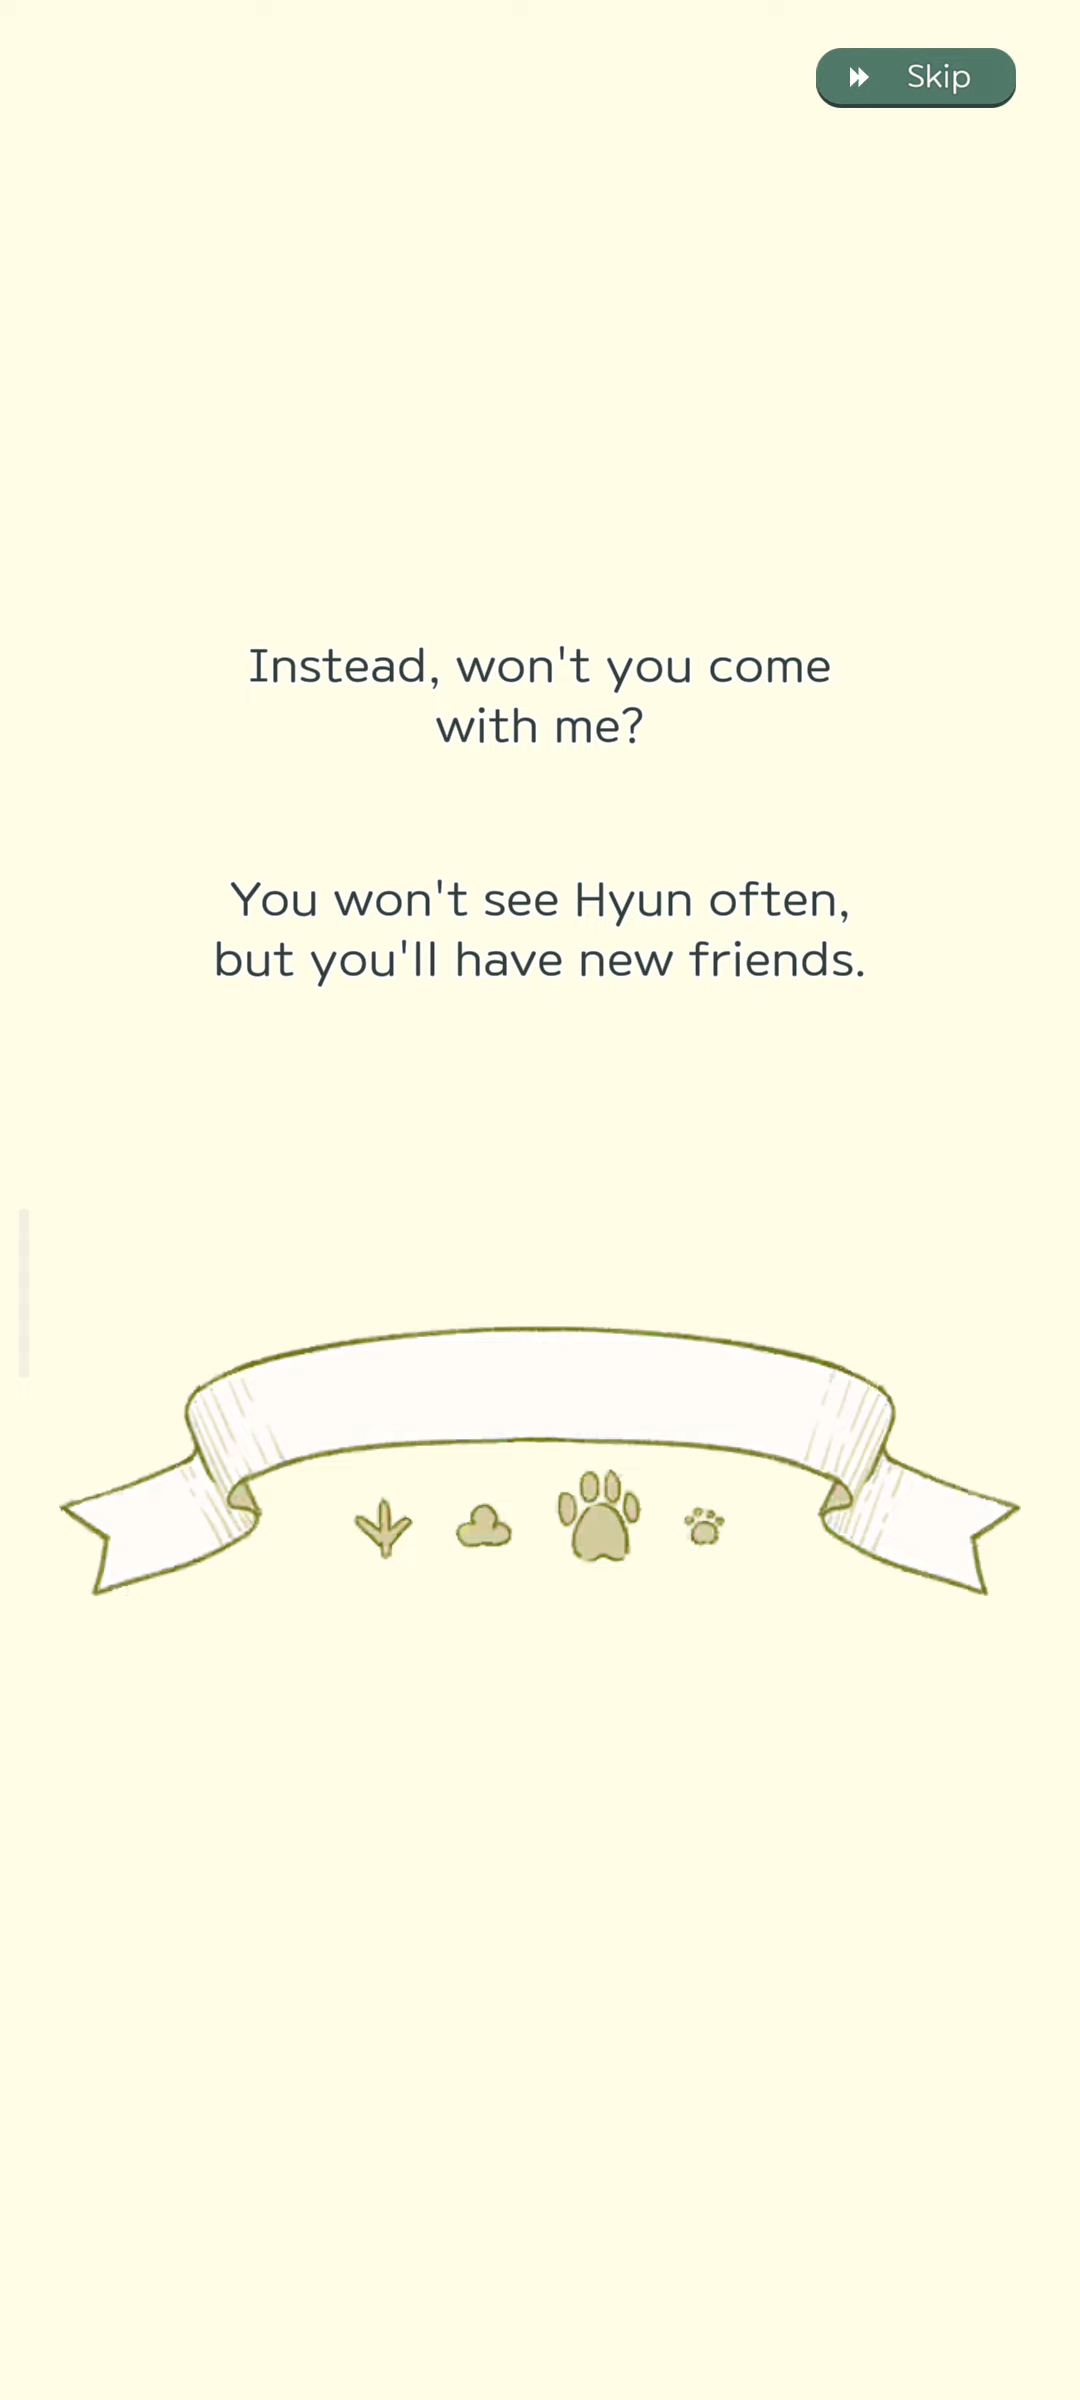 Skip
Instead, won't you come
with me?
You won't see Hyun often,
but you'll have new friends.